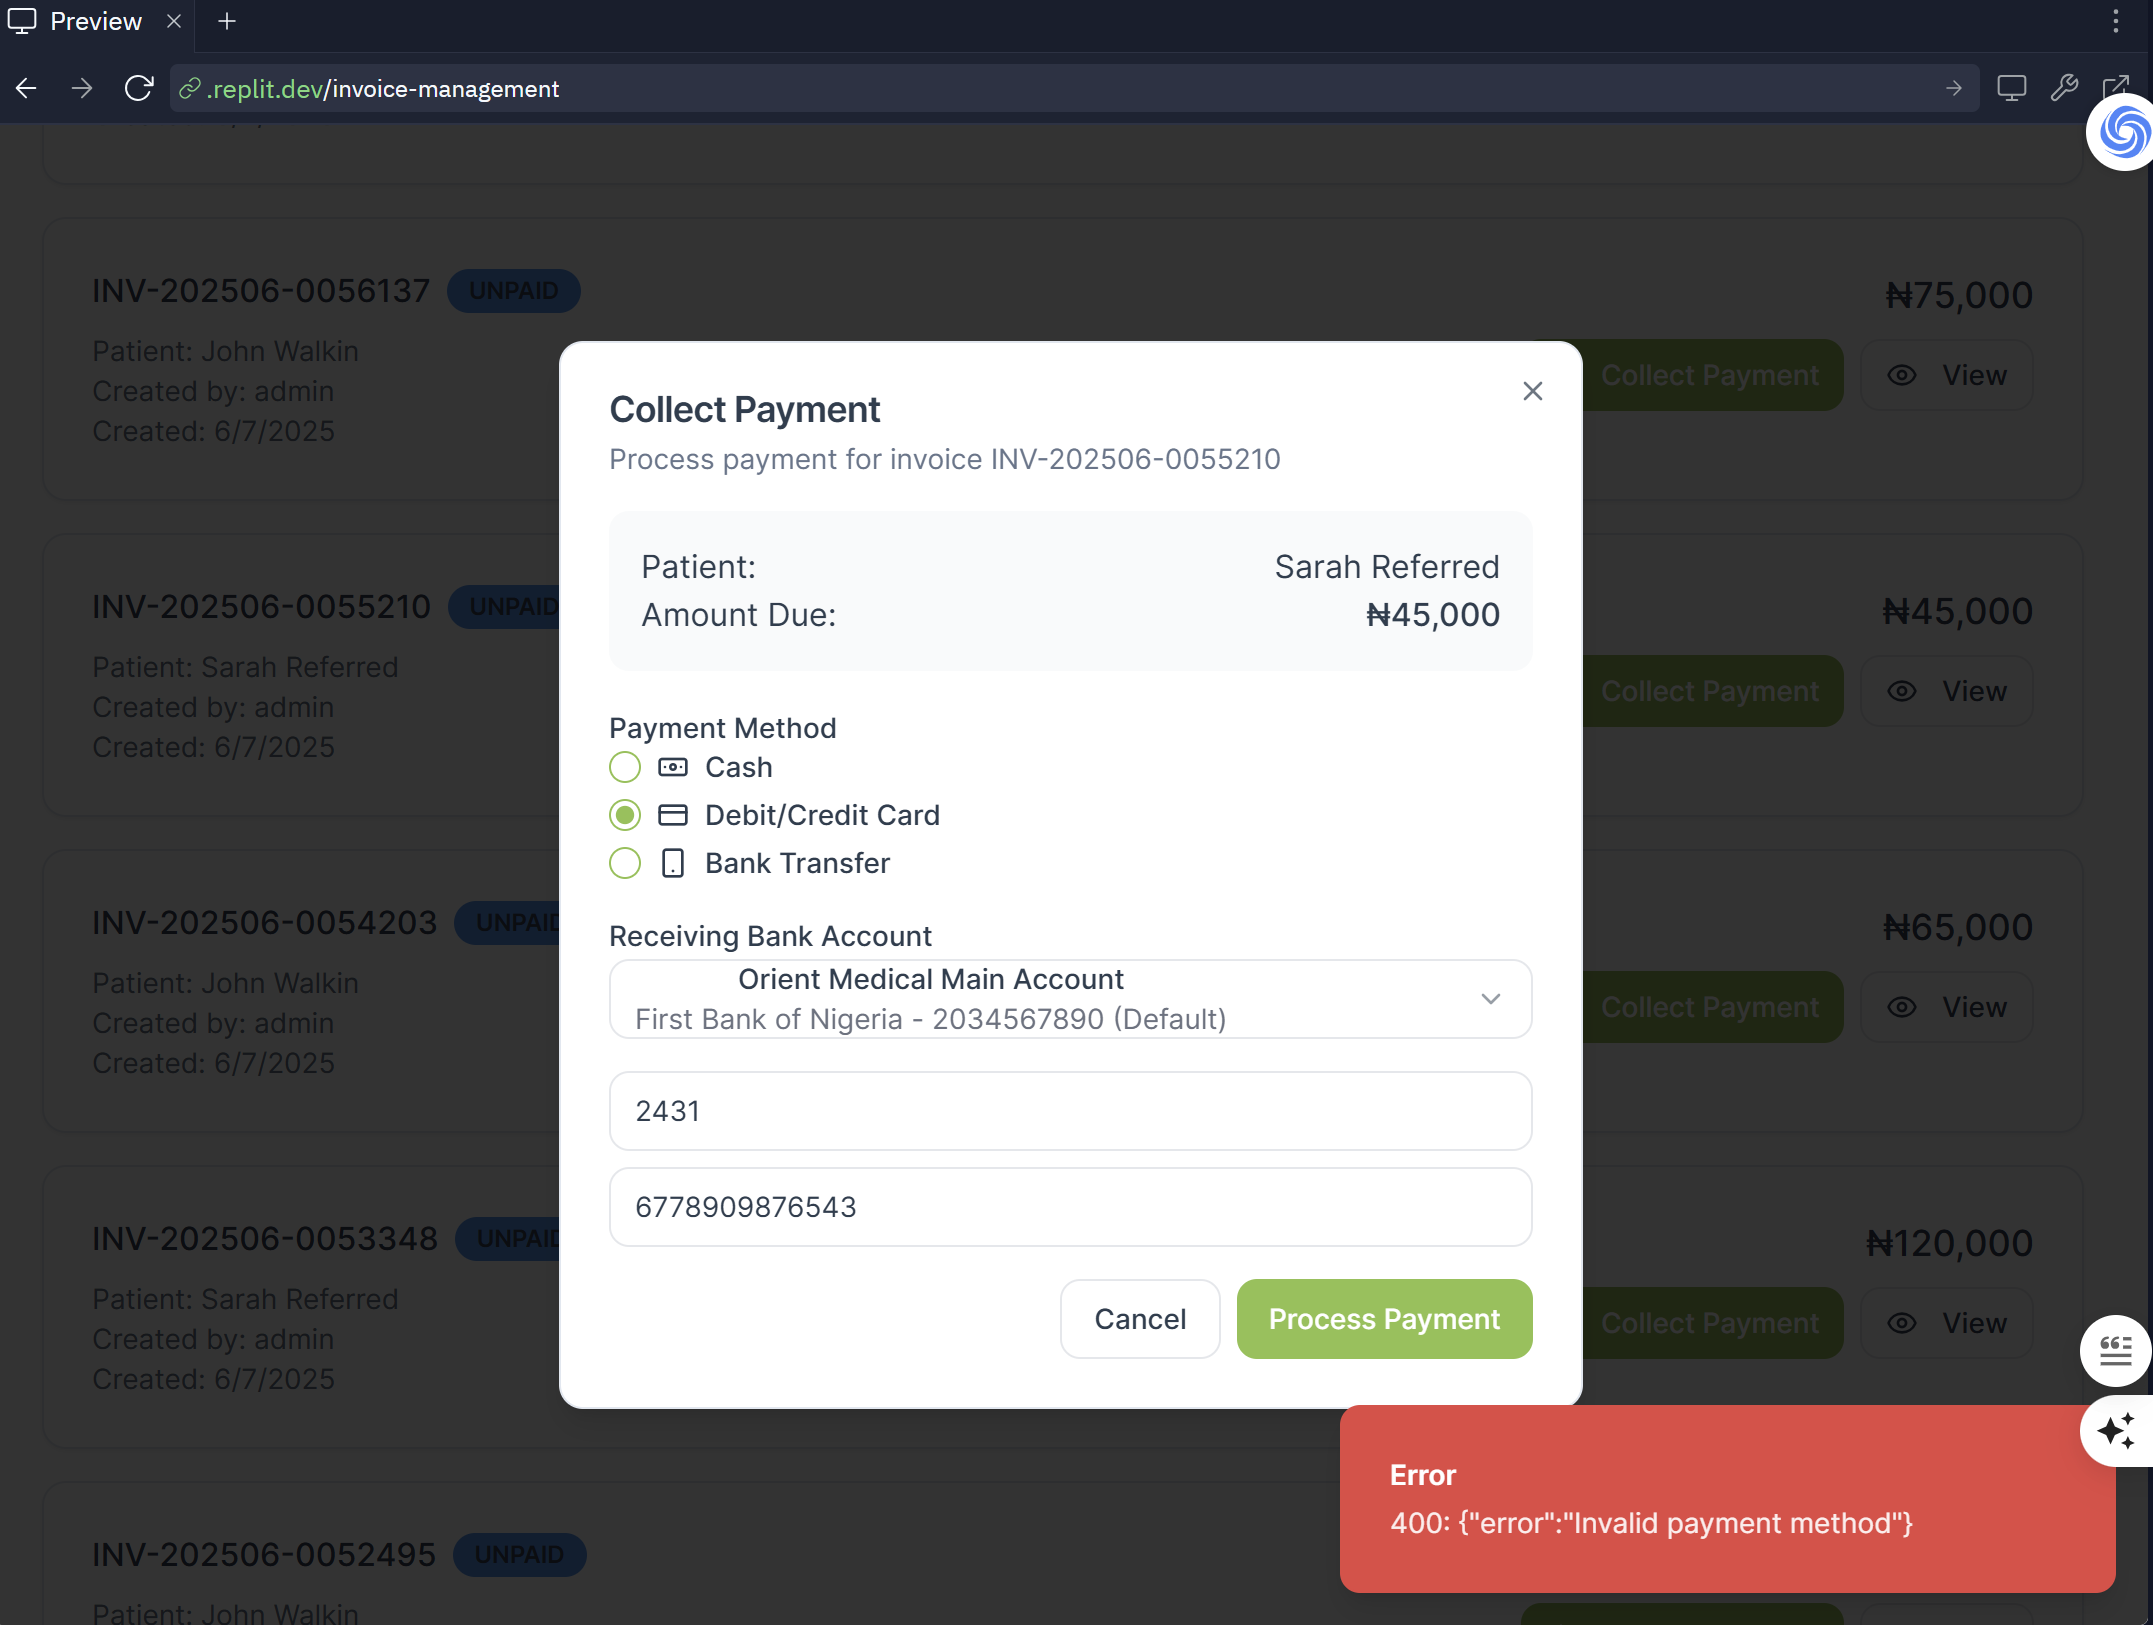 Preview
.replit.dev/invoice-management
INV-202506-0056137 UNPAID ₦75,000
Patient: John Walkin
Created by: admin
Created: 6/7/2025
Collect Payment View
INV-202506-0055210 UNPAID ₦45,000
Patient: Sarah Referred
Created by: admin
Created: 6/7/2025
Collect Payment View
INV-202506-0054203 UNPAID ₦65,000
Patient: John Walkin
Created by: admin
Created: 6/7/2025
Collect Payment View
INV-202506-0053348 UNPAID ₦120,000
Patient: Sarah Referred
Created by: admin
Created: 6/7/2025
Collect Payment View
INV-202506-0052495 UNPAID
Patient: John Walkin
Collect Payment
Process payment for invoice INV-202506-0055210
Patient: Sarah Referred
Amount Due: ₦45,000
Payment Method
Cash
Debit/Credit Card
Bank Transfer
Receiving Bank Account
Orient Medical Main Account
First Bank of Nigeria - 2034567890 (Default)
2431
6778909876543
Cancel Process Payment
Error
400: {"error":"Invalid payment method"}